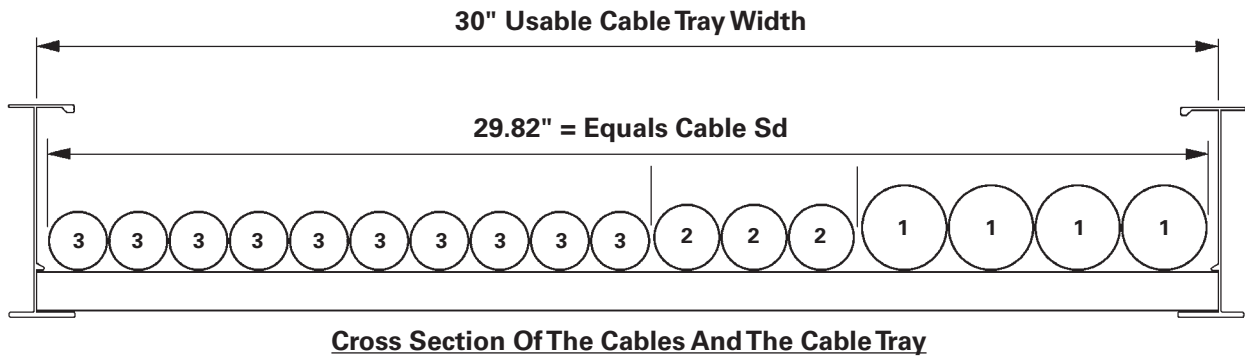 30" Usable Cable Tray Width
29.82" = Equals Cable Sd
3 3 3 3 3 3 3 3 3 3 2 2 2 1 1 1 1
Cross Section Of The Cables And The Cable Tray